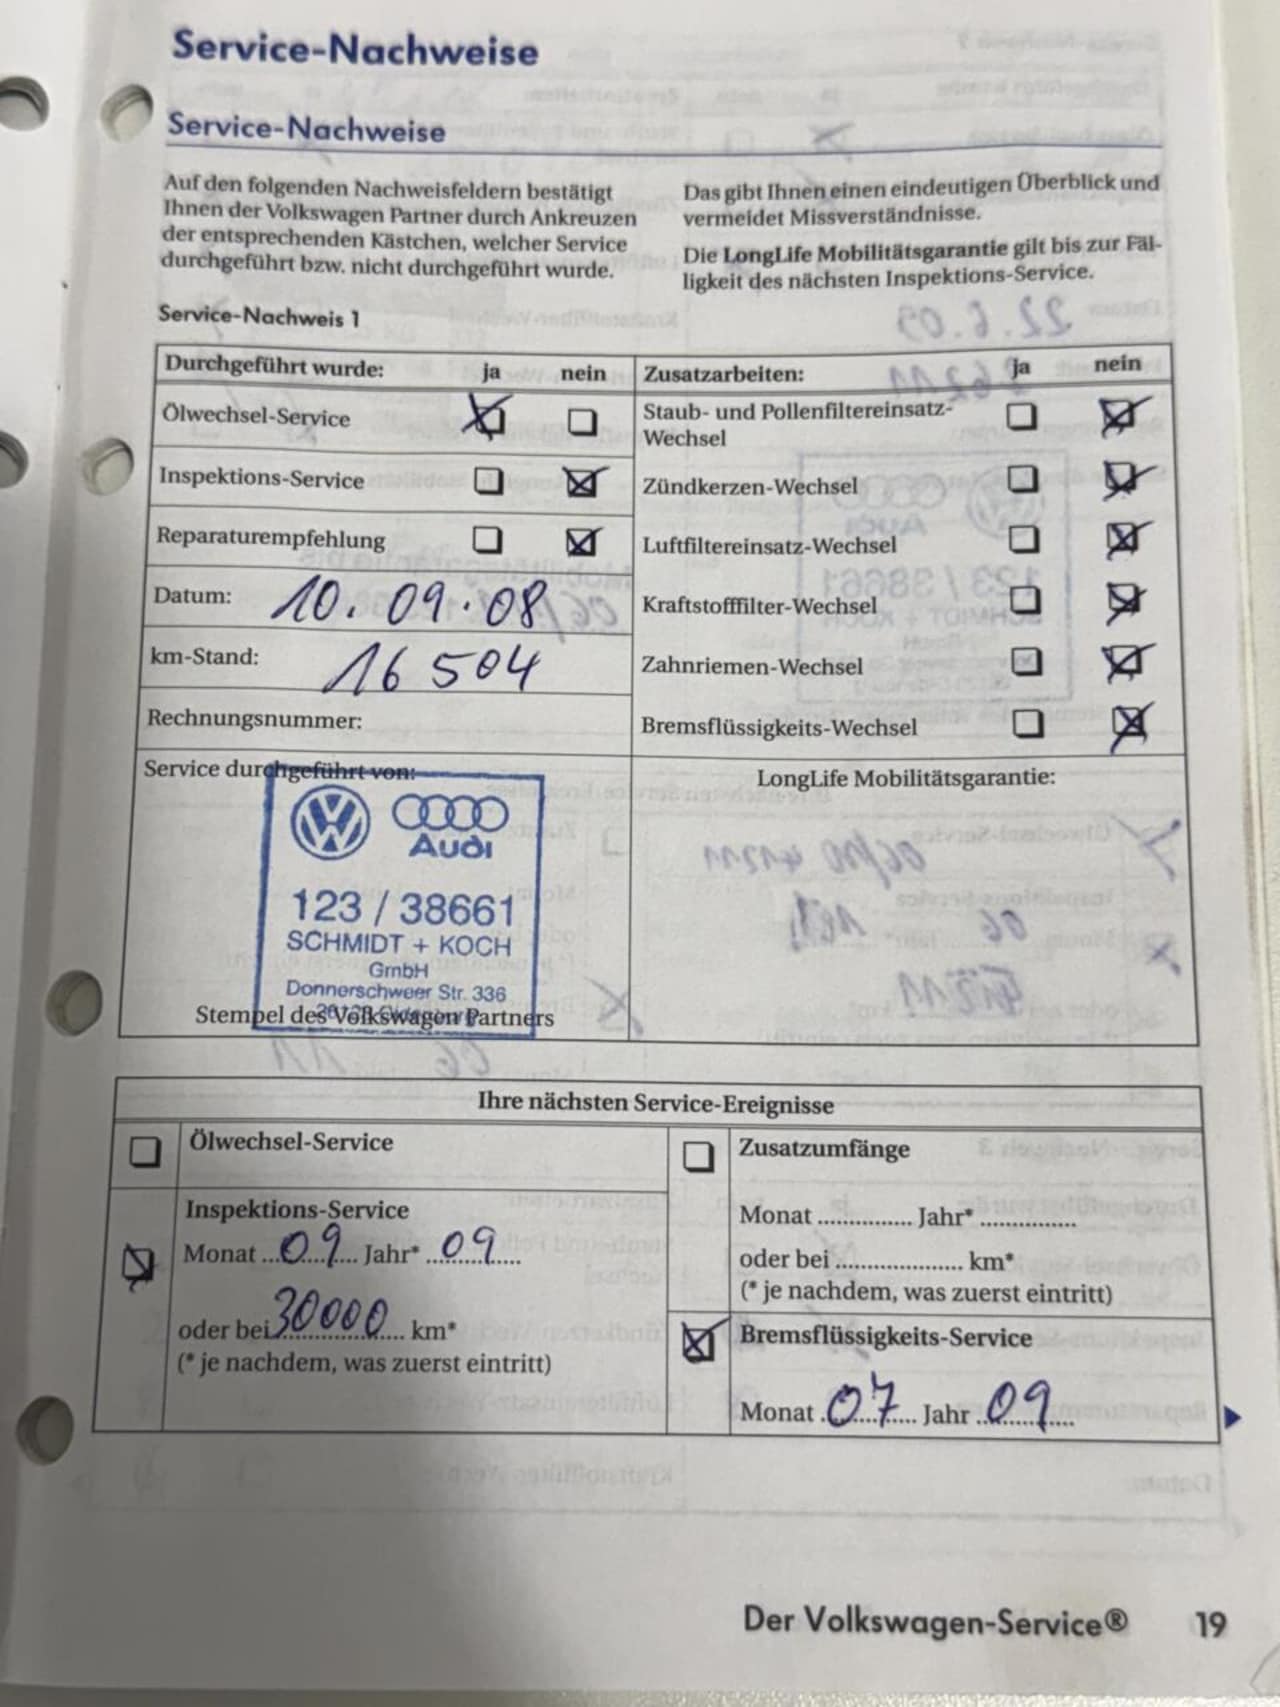 Service-Nachweise
Service-Nachweise
Auf den folgenden Nachweisfeldern bestätigt
Ihnen der Volkswagen Partner durch Ankreuzen
der entsprechenden Kästchen, welcher Service
durchgeführt bzw. nicht durchgeführt wurde.
Das gibt Ihnen einen eindeutigen Überblick und
vermeidet Missverständnisse.
Die LongLife Mobilitätsgarantie gilt bis zur Fäl-
ligkeit des nächsten Inspektions-Service.
Service-Nachweis 1
Durchgeführt wurde: ja nein
Ölwechsel-Service
Inspektions-Service
Reparaturempfehlung
Datum: 10.09.08
km-Stand: 16 504
Rechnungsnummer:
Zusatzarbeiten: ja nein
Staub- und Pollenfiltereinsatz-
Wechsel
Zündkerzen-Wechsel
Luftfiltereinsatz-Wechsel
Kraftstofffilter-Wechsel
Zahnriemen-Wechsel
Bremsflüssigkeits-Wechsel
Service durchgeführt von:
Audi
123 / 38661
SCHMIDT + KOCH
GmbH
Donnerschweer Str. 336
Stempel des Volkswagen Partners
LongLife Mobilitätsgarantie:
Ihre nächsten Service-Ereignisse
Ölwechsel-Service
Inspektions-Service
Monat 09 Jahr* 09
oder bei 30000 km*
(* je nachdem, was zuerst eintritt)
Zusatzumfänge
Monat .............. Jahr* ...............
oder bei .................... km*
(* je nachdem, was zuerst eintritt)
Bremsflüssigkeits-Service
Monat 07 Jahr 09
Der Volkswagen-Service® 19